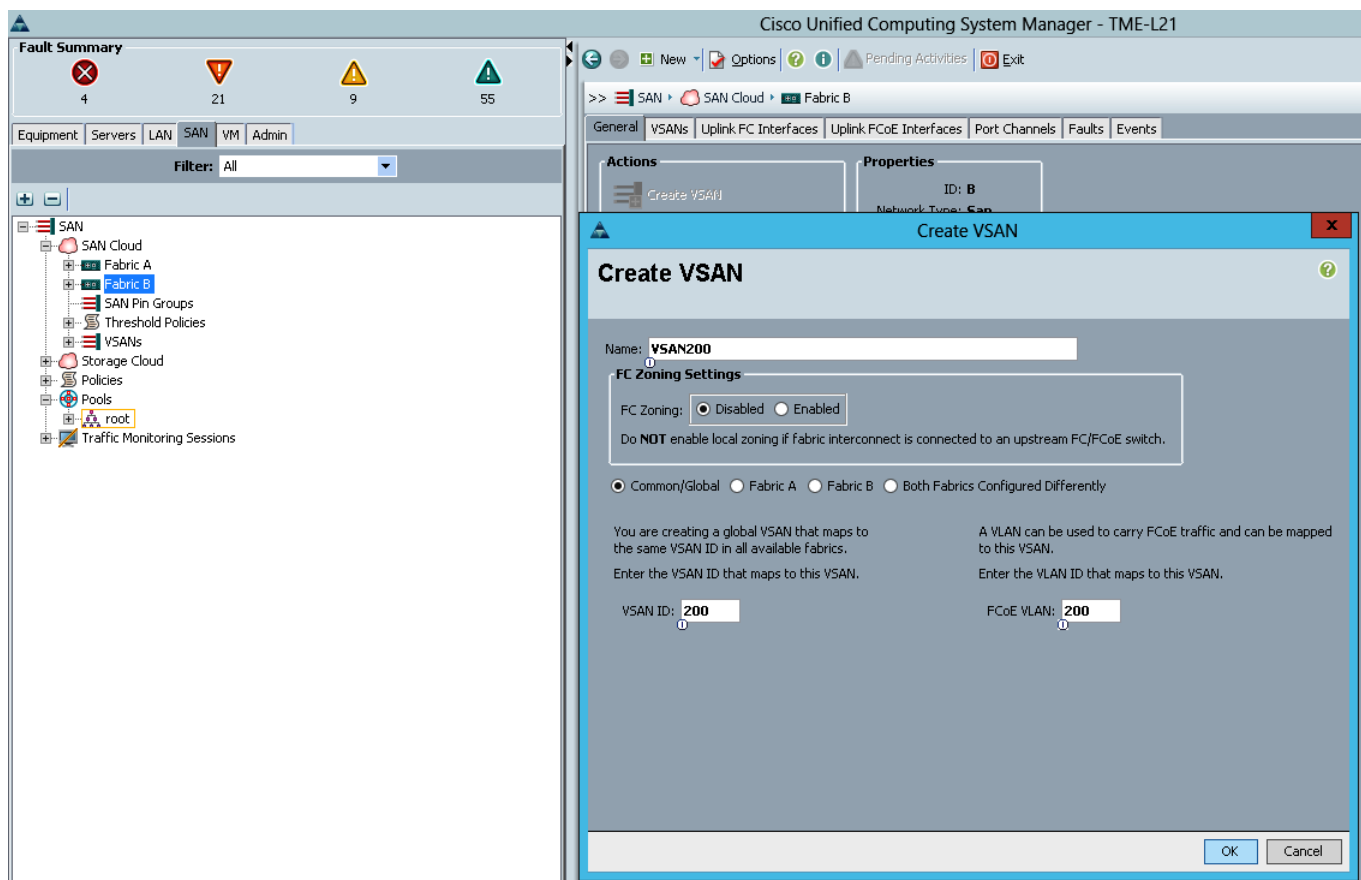 Cisco Unified Computing System Manager - TME-L21
Fault Summary
4 21 9 55
Equipment Servers LAN SAN VM Admin
Filter: All
SAN
SAN Cloud
Fabric A
Fabric B
SAN Pin Groups
Threshold Policies
VSANs
Storage Cloud
Policies
Pools
root
Traffic Monitoring Sessions
New Options Pending Activities Exit
>> SAN SAN Cloud Fabric B
General VSANs Uplink FC Interfaces Uplink FCoE Interfaces Port Channels Faults Events
Actions
Create VSAN
Properties
ID: B
Network Type: San
Create VSAN
Create VSAN
Name: VSAN200
FC Zoning Settings
FC Zoning: Disabled Enabled
Do NOT enable local zoning if fabric interconnect is connected to an upstream FC/FCoE switch.
Common/Global Fabric A Fabric B Both Fabrics Configured Differently
You are creating a global VSAN that maps to
the same VSAN ID in all available fabrics.
Enter the VSAN ID that maps to this VSAN.
VSAN ID: 200
A VLAN can be used to carry FCoE traffic and can be mapped
to this VSAN.
Enter the VLAN ID that maps to this VSAN.
FCoE VLAN: 200
OK Cancel